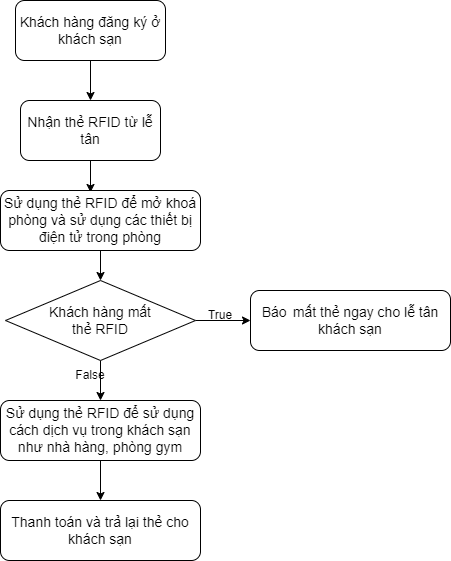 Khách hàng đăng ký ở
khách sạn
Nhận thẻ RFID từ lễ
tân
Sử dụng thẻ RFID để mở khoá
phòng và sử dụng các thiết bị
điện tử trong phòng
Khách hàng mất
thẻ RFID
True
Báo mất thẻ ngay cho lễ tân
khách sạn
False
Sử dụng thẻ RFID để sử dụng
cách dịch vụ trong khách sạn
như nhà hàng, phòng gym
Thanh toán và trả lại thẻ cho
khách sạn